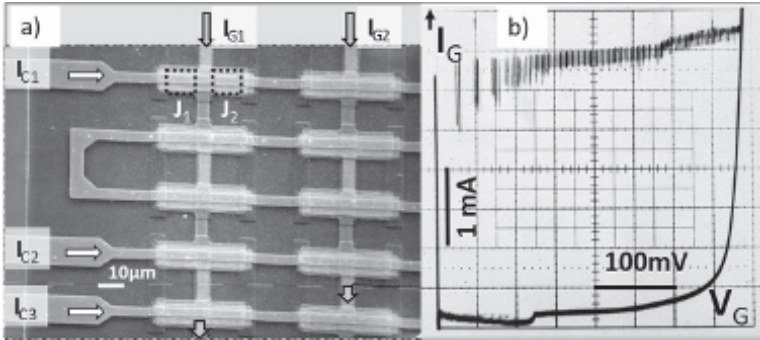 a)
I_G1
I_G2
I_C1
J_1
J_2
I_C2
10μm
I_C3
b)
I_G
1 mA
100mV
V_G